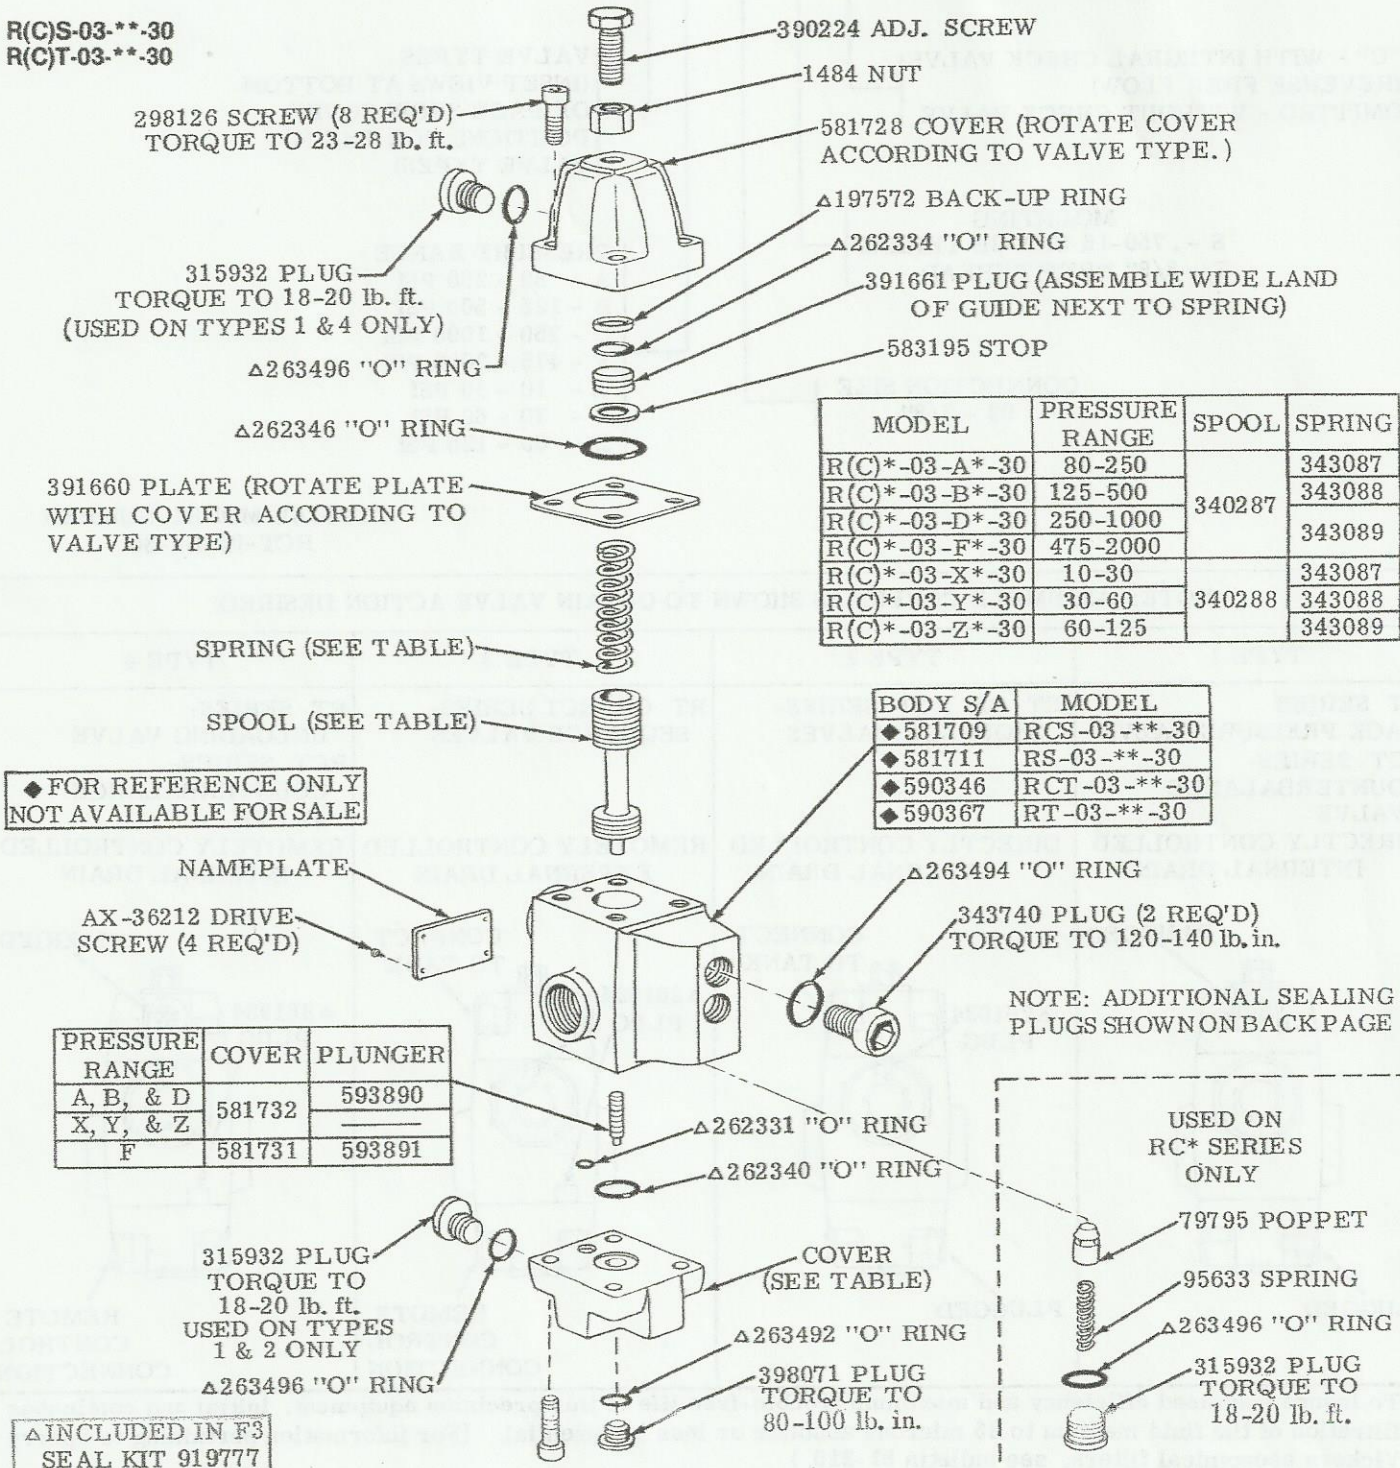 R(C)S-03-**-30
R(C)T-03-**-30
390224 ADJ. SCREW
1484 NUT
298126 SCREW (8 REQ'D)
TORQUE TO 23-28 lb. ft.
581728 COVER (ROTATE COVER
ACCORDING TO VALVE TYPE.)
△197572 BACK-UP RING
△262334 "O" RING
315932 PLUG
TORQUE TO 18-20 lb. ft.
(USED ON TYPES 1 & 4 ONLY)
391661 PLUG (ASSEMBLE WIDE LAND
OF GUIDE NEXT TO SPRING)
583195 STOP
△263496 "O" RING
△262346 "O" RING
391660 PLATE (ROTATE PLATE
WITH COVER ACCORDING TO
VALVE TYPE)
MODEL PRESSURE RANGE SPOOL SPRING
R(C)*-03-A*-30 80-250 340287 343087
R(C)*-03-B*-30 125-500 343088
R(C)*-03-D*-30 250-1000 343089
R(C)*-03-F*-30 475-2000
R(C)*-03-X*-30 10-30 340288 343087
R(C)*-03-Y*-30 30-60 343088
R(C)*-03-Z*-30 60-125 343089
SPRING (SEE TABLE)
SPOOL (SEE TABLE)
BODY S/A MODEL
◆581709 RCS-03-**-30
◆581711 RS-03-**-30
◆590346 RCT-03-**-30
◆590367 RT-03-**-30
◆FOR REFERENCE ONLY
NOT AVAILABLE FOR SALE
NAMEPLATE
AX-36212 DRIVE
SCREW (4 REQ'D)
△263494 "O" RING
343740 PLUG (2 REQ'D)
TORQUE TO 120-140 lb. in.
NOTE: ADDITIONAL SEALING
PLUGS SHOWN ON BACK PAGE
PRESSURE RANGE COVER PLUNGER
A, B, & D 581732 593890
X, Y, & Z ———
F 581731 593891
△262331 "O" RING
△262340 "O" RING
USED ON
RC* SERIES
ONLY
79795 POPPET
95633 SPRING
△263496 "O" RING
315932 PLUG
TORQUE TO
18-20 lb. ft.
315932 PLUG
TORQUE TO
18-20 lb. ft.
USED ON TYPES
1 & 2 ONLY
△263496 "O" RING
COVER
(SEE TABLE)
△263492 "O" RING
398071 PLUG
TORQUE TO
80-100 lb. in.
△INCLUDED IN F3
SEAL KIT 919777